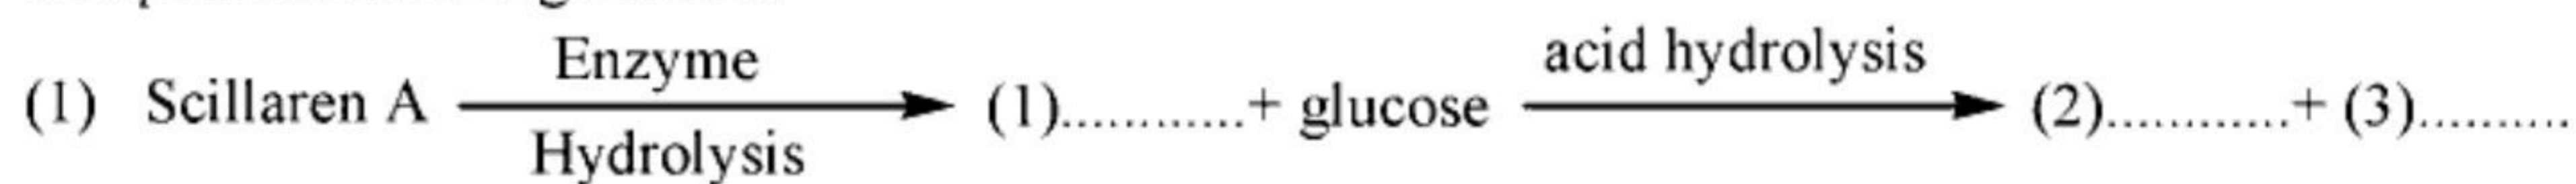 Enzyme acid hydrolysis
(1) Scillaren A (1)............+ glucose (2)............+ (3)..........
Hydrolysis